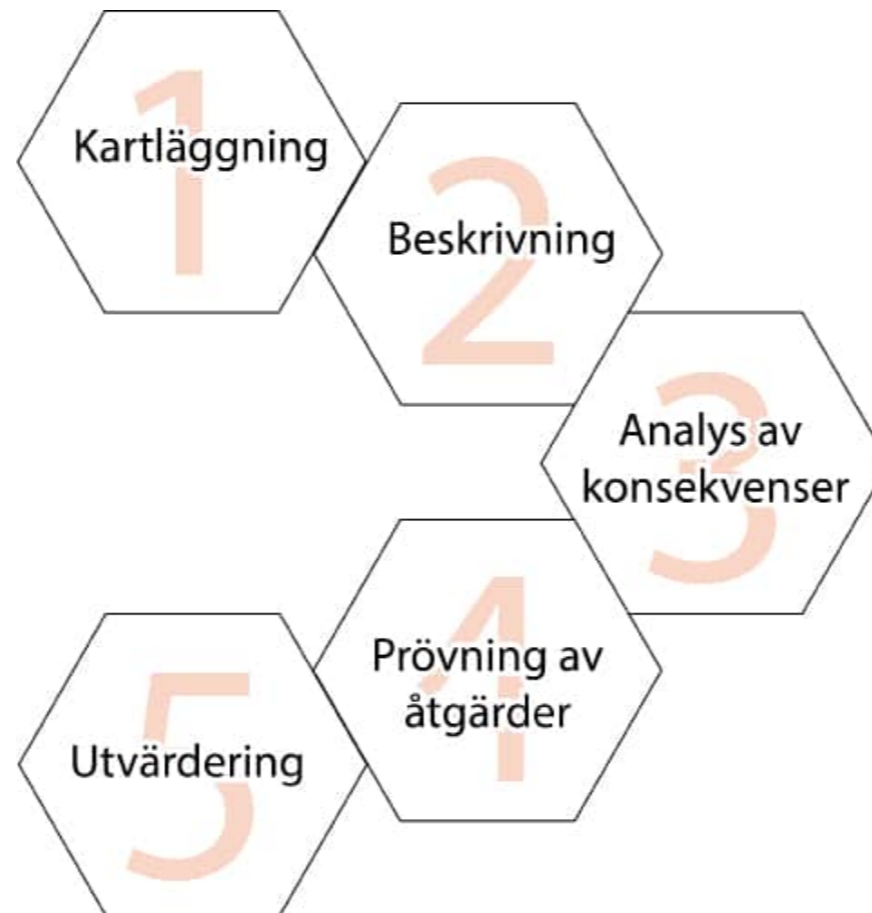 1
Kartläggning
2
Beskrivning
3
Analys av
konsekvenser
4
Prövning av
åtgärder
5
Utvärdering